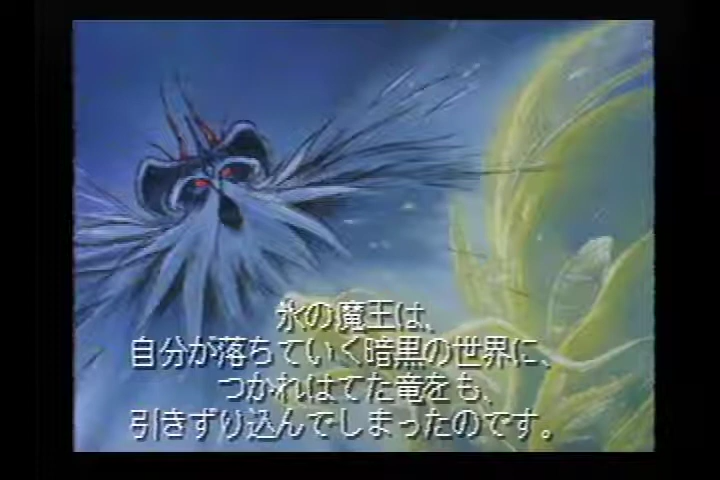 氷の魔王は、
自分が落ちていく暗黒の世界に、
つかれはてた竜をも、
引きずり込んでしまったのです。